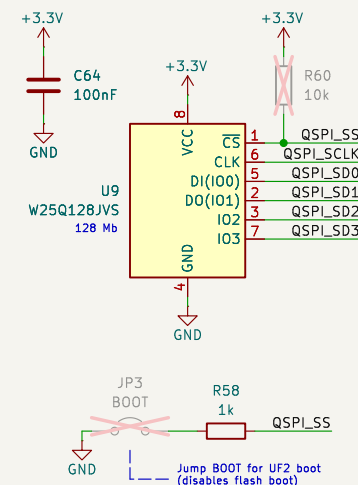 +3.3V
C64
100nF
GND
+3.3V
+3.3V
R60
10k
U9
W25Q128JVS
128 Mb
8
VCC
CS
CLK
DI(IO0)
DO(IO1)
IO2
IO3
GND
4
GND
1
6
5
2
3
7
QSPI_SS
QSPI_SCLK
QSPI_SD0
QSPI_SD1
QSPI_SD2
QSPI_SD3
JP3
BOOT
R58
1k
QSPI_SS
GND
Jump BOOT for UF2 boot
(disables flash boot)